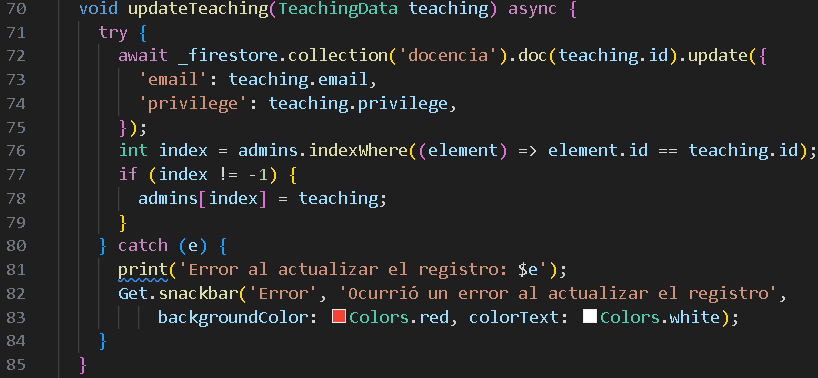 70 void updateTeaching(TeachingData teaching) async {
71 try {
72 await _firestore.collection('docencia').doc(teaching.id).update({
73 'email': teaching.email,
74 'privilege': teaching.privilege,
75 });
76 int index = admins.indexWhere((element) => element.id == teaching.id);
77 if (index != -1) {
78 admins[index] = teaching;
79 }
80 } catch (e) {
81 print('Error al actualizar el registro: $e');
82 Get.snackbar('Error', 'Ocurrió un error al actualizar el registro',
83 backgroundColor: Colors.red, colorText: Colors.white);
84 }
85 }